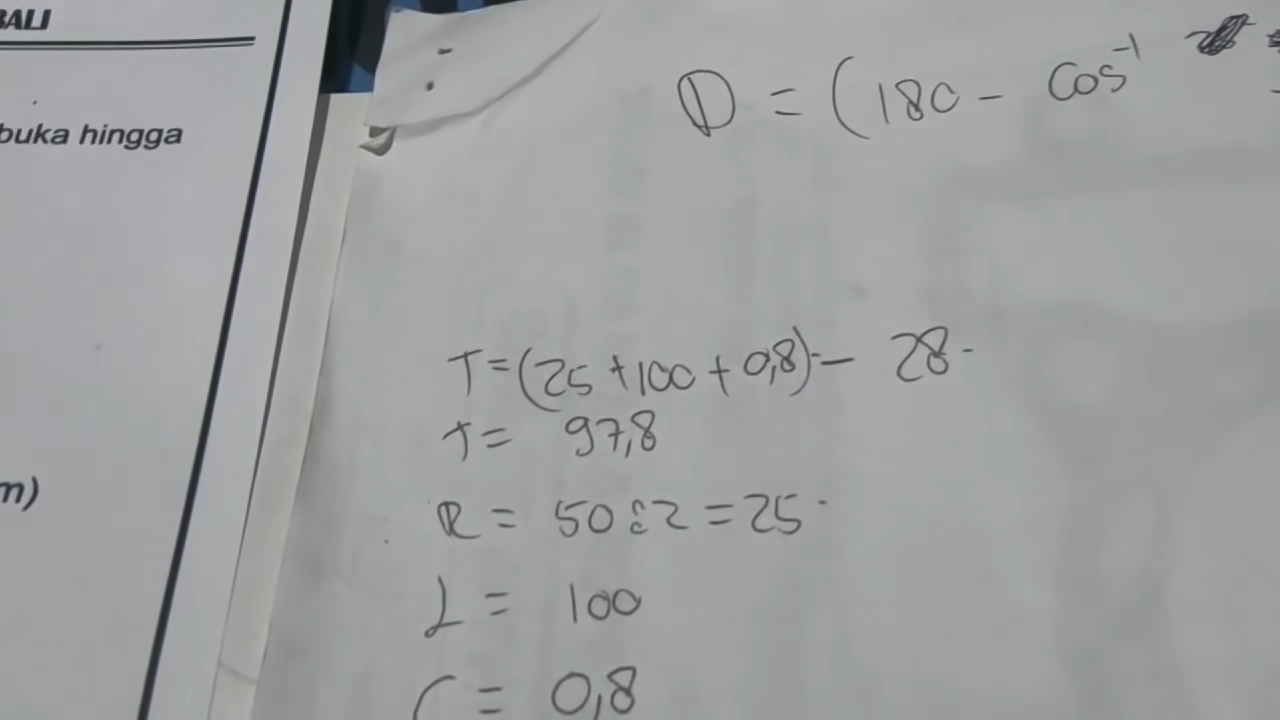 BALI
buka hingga
m)
D = (180 - cos⁻¹
T=(25+100+0,8)- 28
T= 97,8
R = 50:2=25
L = 100
C = 0,8